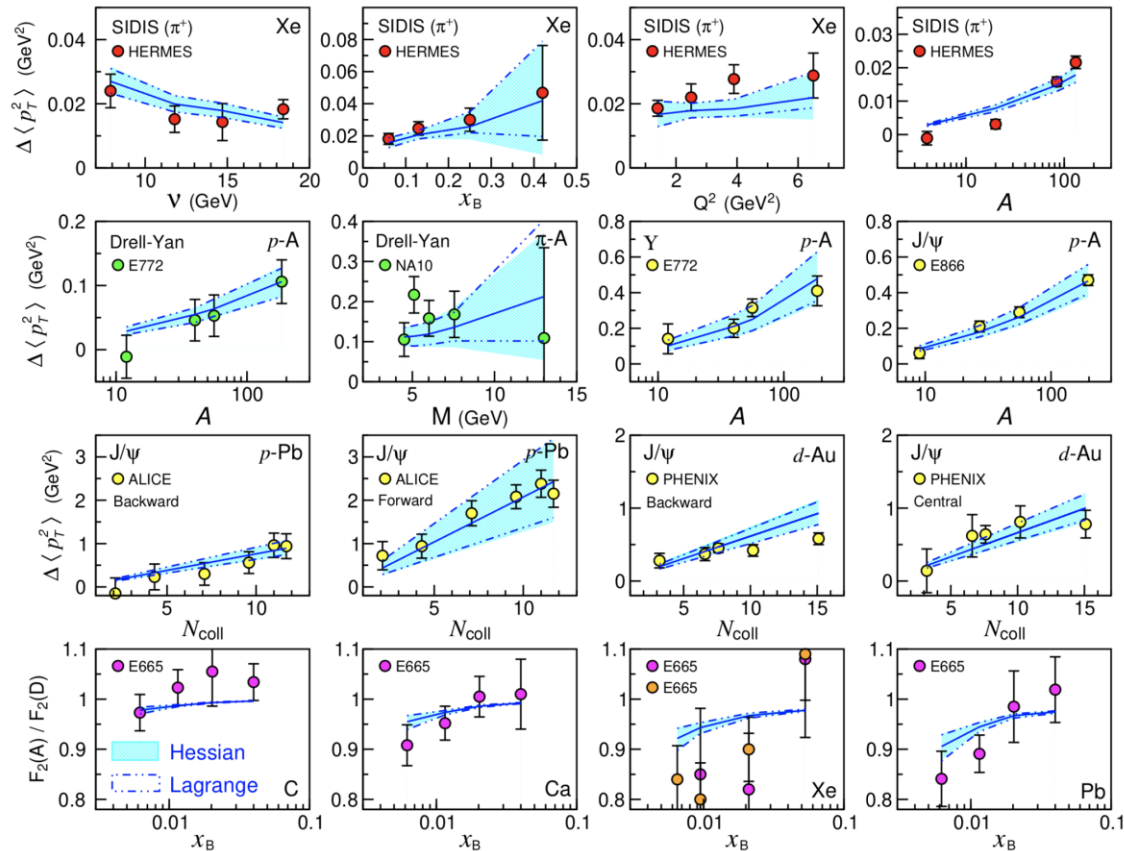 SIDIS (π⁺) Xe
HERMES
Δ⟨p_T²⟩ (GeV²)
0.04
0.02
0
10 15 20
ν (GeV)
SIDIS (π⁺) Xe
HERMES
0.08
0.06
0.04
0.02
0
0 0.1 0.2 0.3 0.4 0.5
x_B
SIDIS (π⁺) Xe
HERMES
0.04
0.02
0
2 4 6
Q² (GeV²)
SIDIS (π⁺)
HERMES
0.03
0.02
0.01
0
10 100
A
Drell-Yan p-A
E772
Δ⟨p_T²⟩ (GeV²)
0.2
0.1
0
10 100
A
Drell-Yan π-A
NA10
0.4
0.3
0.2
0.1
0
5 10 15
M (GeV)
ϒ p-A
E772
0.8
0.6
0.4
0.2
0
10 100
A
J/ψ p-A
E866
0.8
0.6
0.4
0.2
0
10 100
A
J/ψ p-Pb
ALICE
Backward
Δ⟨p_T²⟩ (GeV²)
3
2
1
0
5 10
N_coll
J/ψ p-Pb
ALICE
Forward
3
2
1
0
5 10
N_coll
J/ψ d-Au
PHENIX
Backward
2
1
0
5 10 15
N_coll
J/ψ d-Au
PHENIX
Central
2
1
0
5 10 15
N_coll
E665
F₂(A) / F₂(D)
1.1
1
0.9
0.8
Hessian
Lagrange
C
0.01 0.1
x_B
E665
1.1
1
0.9
0.8
Ca
0.01 0.1
x_B
E665
E665
1.1
1
0.9
0.8
Xe
0.01 0.1
x_B
E665
1.1
1
0.9
0.8
Pb
0.01 0.1
x_B